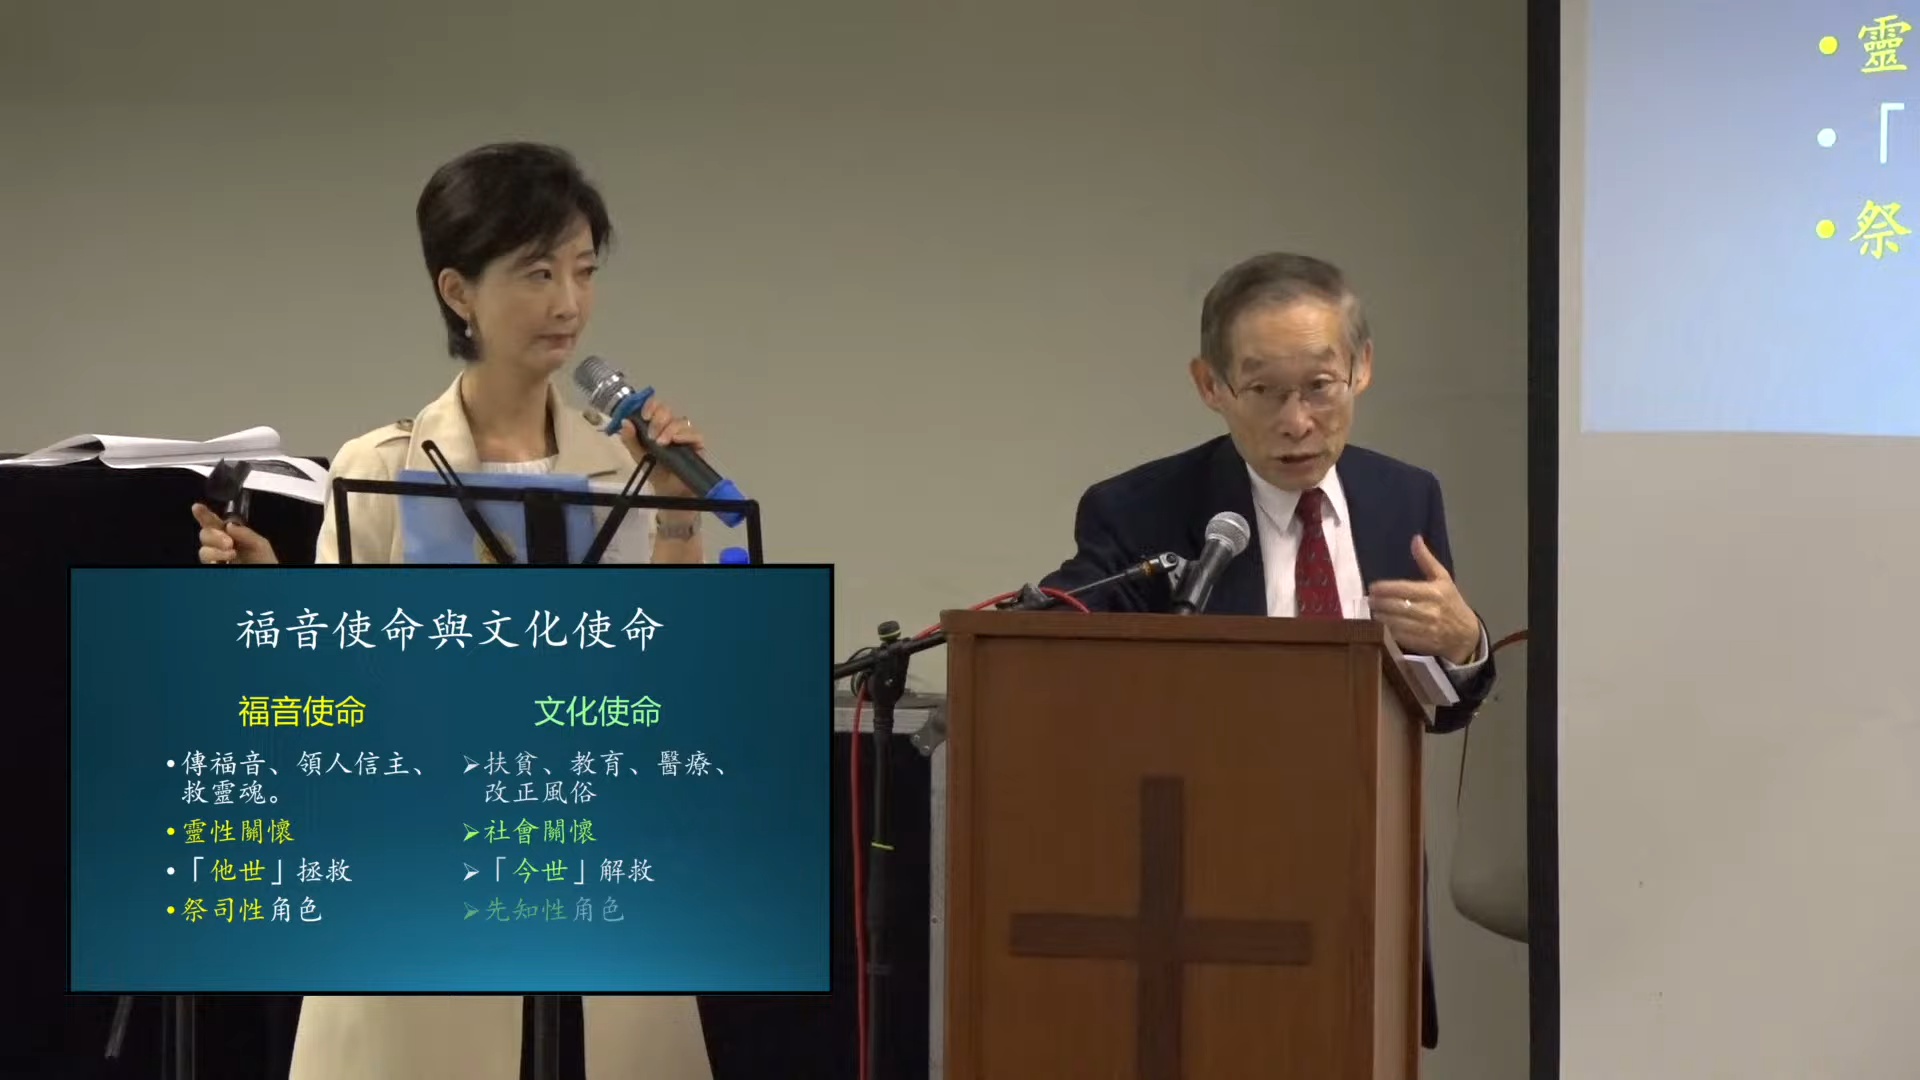 靈
「
祭
福音使命與文化使命
福音使命
•傳福音、領人信主、
救靈魂。
•靈性關懷
•「他世」拯救
•祭司性角色
文化使命
➢扶貧、教育、醫療、
改正風俗
➢社會關懷
➢「今世」解救
➢先知性角色